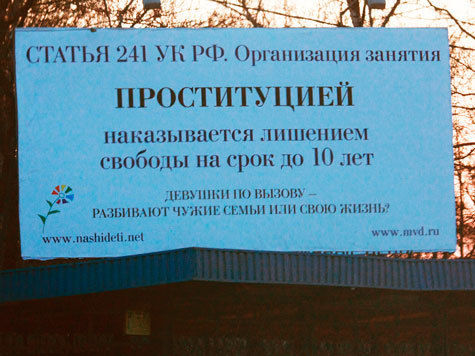 СТАТЬЯ 241 УК РФ. Организация занятия
ПРОСТИТУЦИЕЙ
наказывается лишением
свободы на срок до 10 лет
ДЕВУШКИ ПО ВЫЗОВУ –
РАЗБИВАЮТ ЧУЖИЕ СЕМЬИ ИЛИ СВОЮ ЖИЗНЬ?
www.nashideti.net
www.mvd.ru